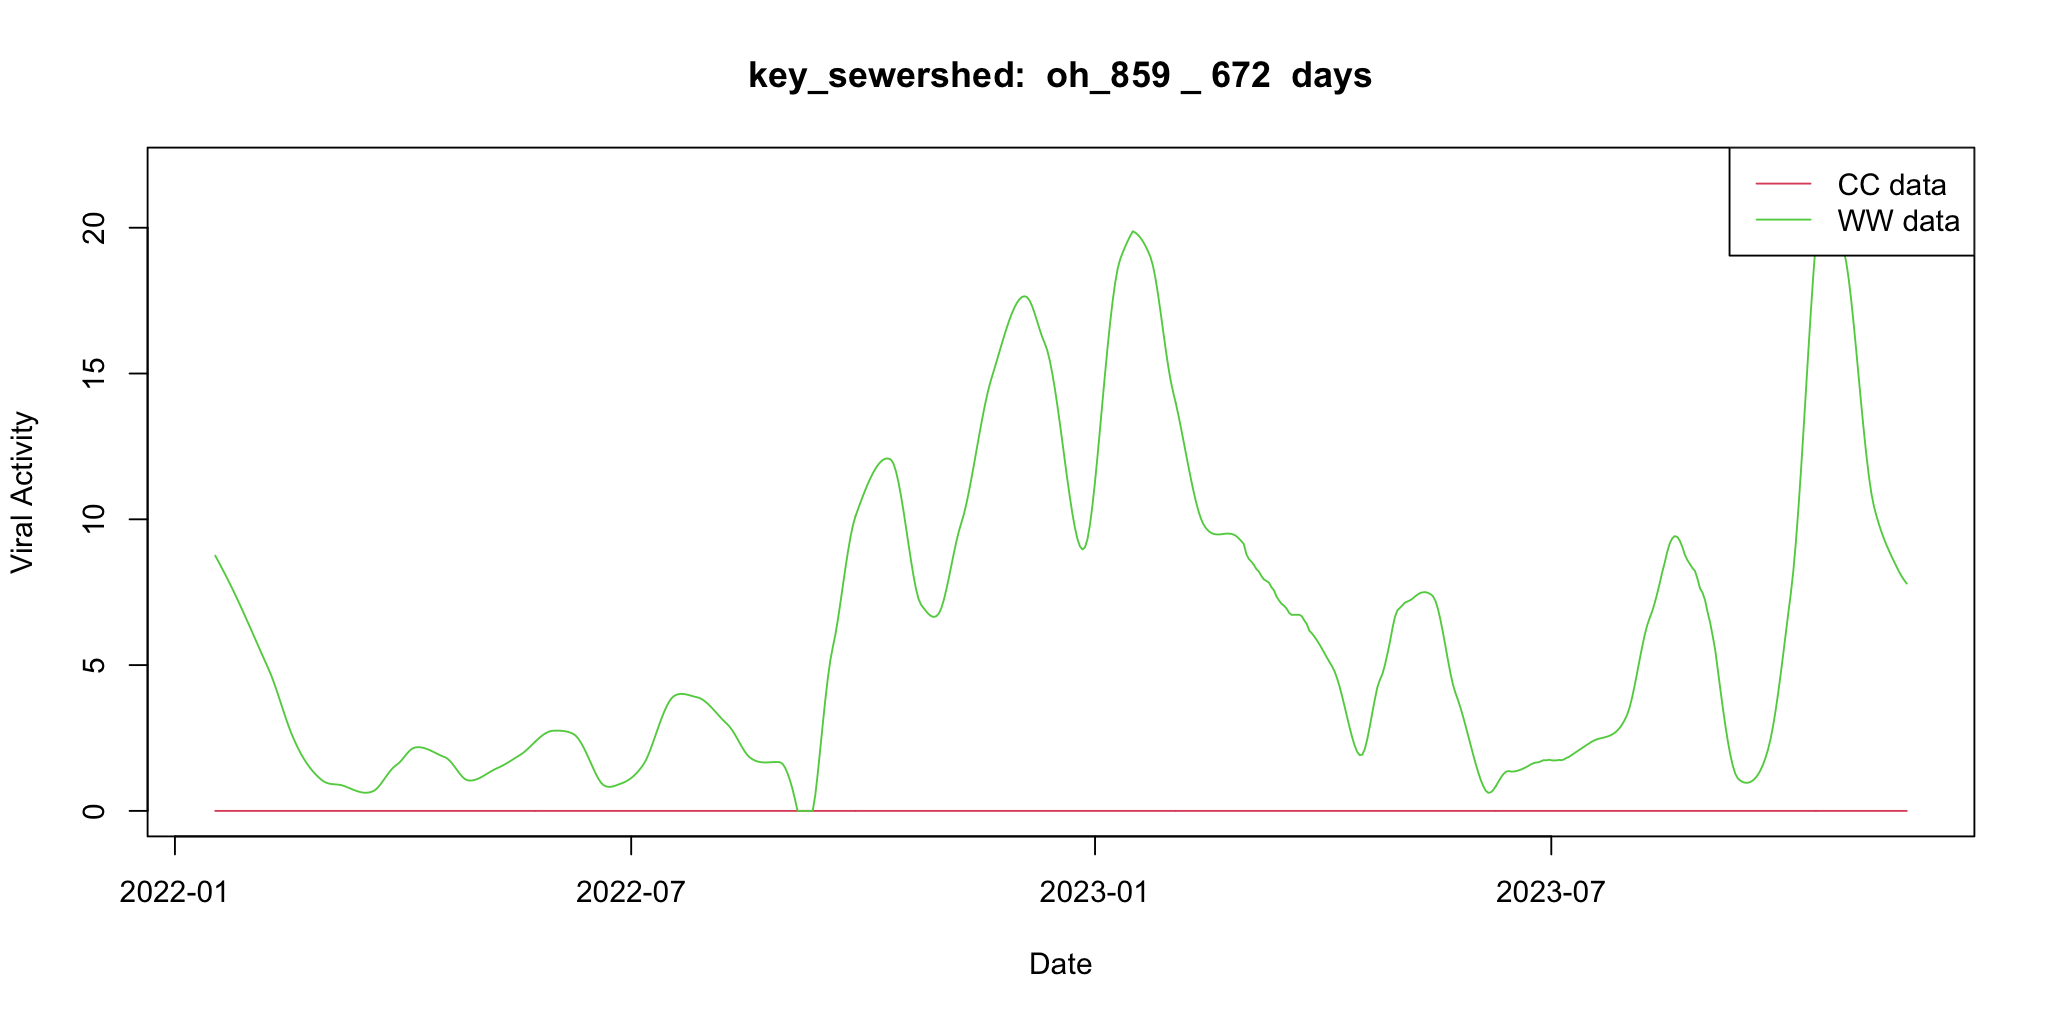 key_sewershed:  oh_859 _ 672  days
CC data
WW data
Viral Activity
20
15
10
5
0
2022-01
2022-07
2023-01
2023-07
Date